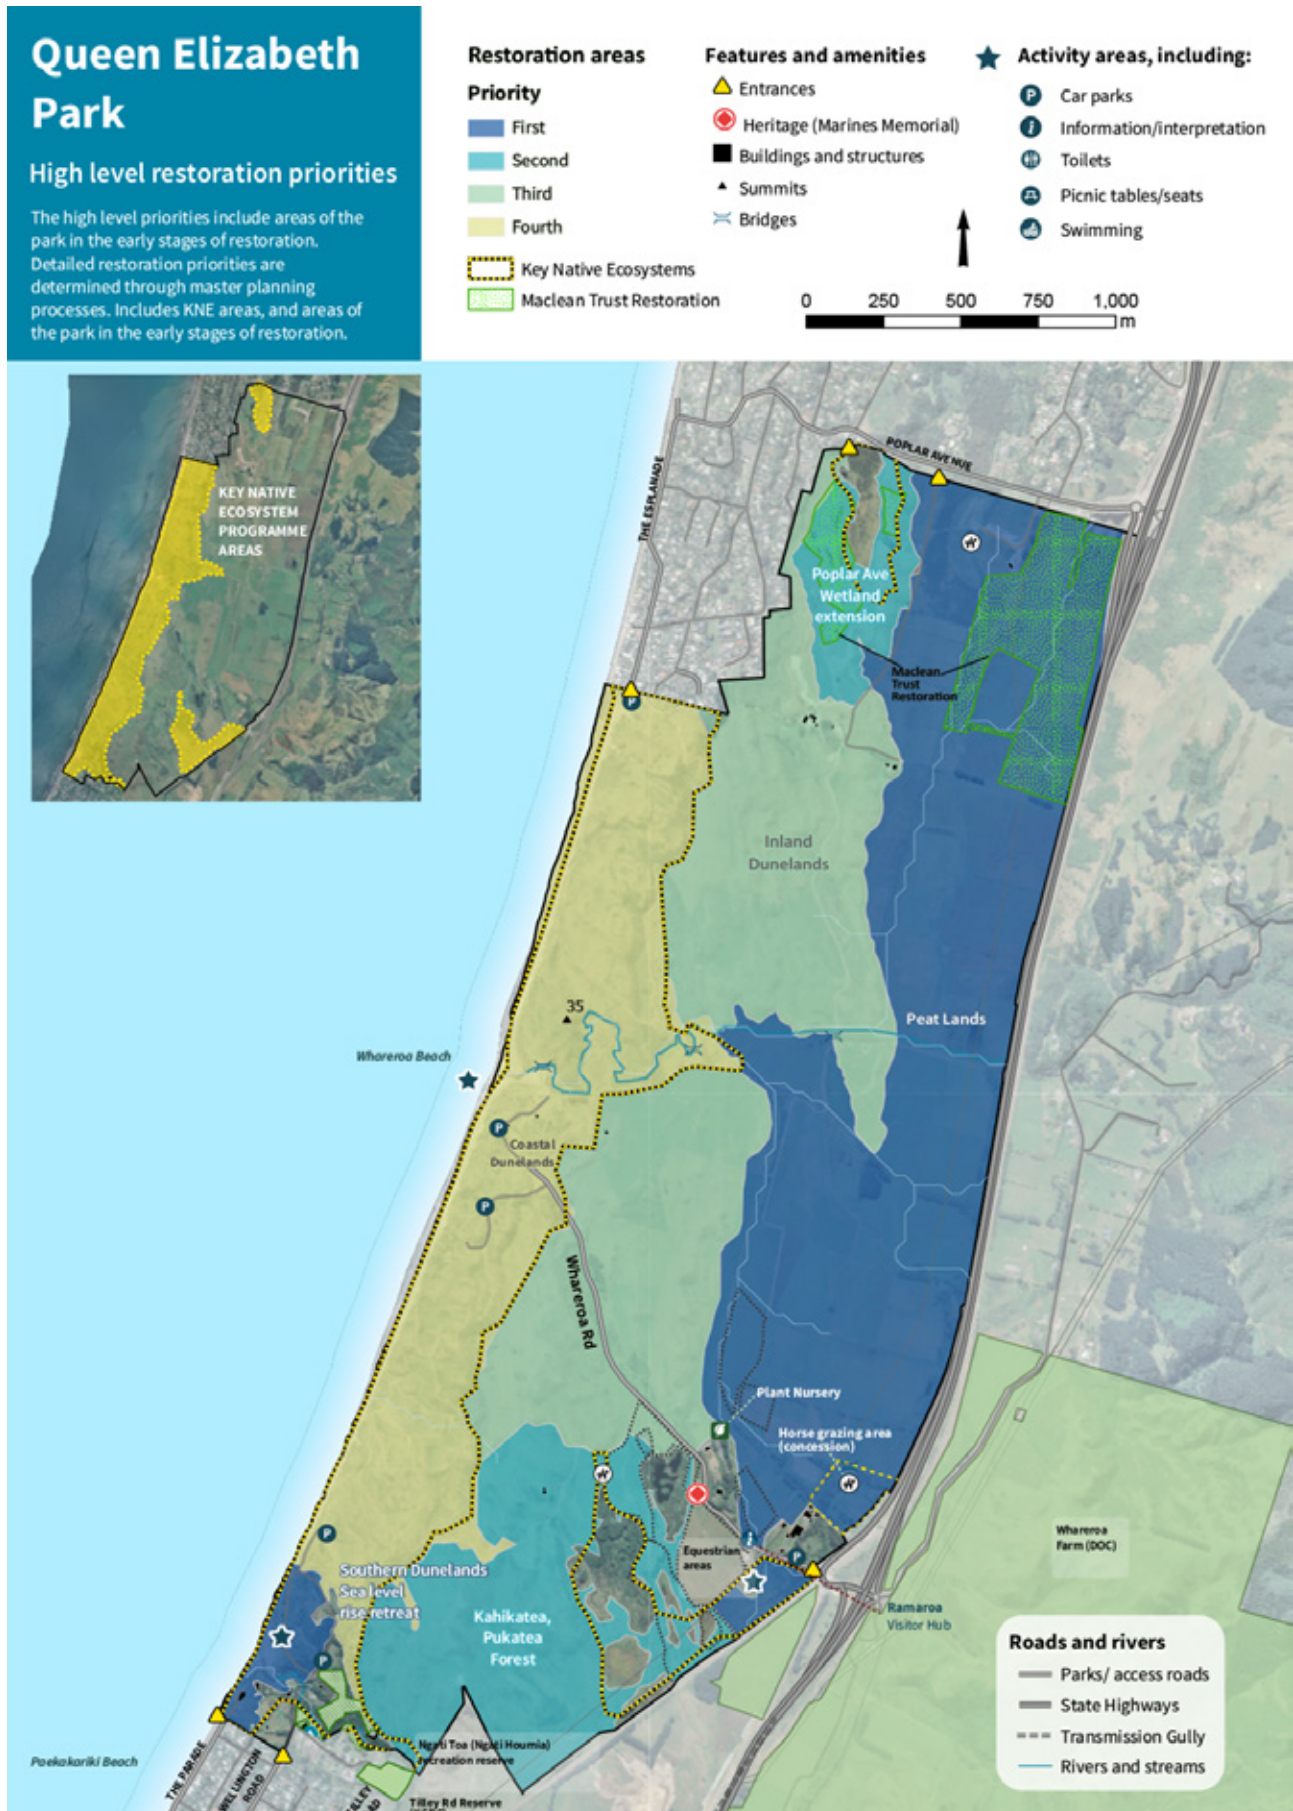 Queen Elizabeth
Park
High level restoration priorities
The high level priorities include areas of the
park in the early stages of restoration.
Detailed restoration priorities are
determined through master planning
processes. Includes KNE areas, and areas of
the park in the early stages of restoration.
Restoration areas
Priority
First
Second
Third
Fourth
Key Native Ecosystems
Maclean Trust Restoration
Features and amenities
Entrances
Heritage (Marines Memorial)
Buildings and structures
Summits
Bridges
Activity areas, including:
P Car parks
i Information/interpretation
Toilets
Picnic tables/seats
Swimming
0 250 500 750 1,000
m
KEY NATIVE
ECOSYSTEM
PROGRAMME
AREAS
THE ESPLANADE
POPLAR AVENUE
Poplar Ave
Wetland
extension
Maclean
Trust
Restoration
P
Inland
Dunelands
Peat Lands
35
Whareroa Beach
P
Coastal
Dunelands
P
Whareroa Rd
Plant Nursery
Horse grazing area
(concession)
Equestrian
areas
i
P
P
Southern Dunelands
Sea level
rise retreat
Kahikatea,
Pukatea
Forest
P
Whareroa
Farm (DOC)
Ramaroa
Visitor Hub
Ngati Toa (Ngati Houmia)
recreation reserve
Paekakariki Beach
THE PARADE
WELLINGTON
ROAD
Tilley Rd Reserve
Roads and rivers
Parks/ access roads
State Highways
Transmission Gully
Rivers and streams